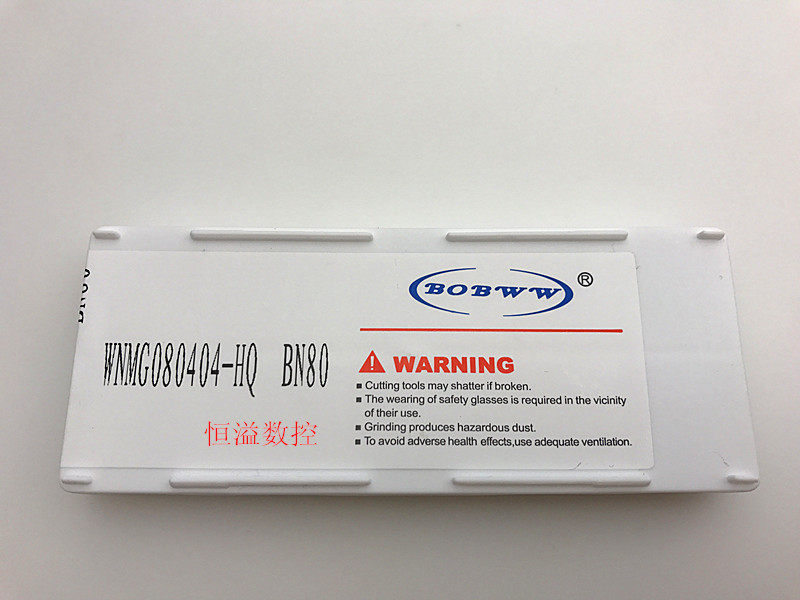 BOBWW®
WNMG080404-HQ BN80
WARNING
Cutting tools may shatter if broken.
The wearing of safety glasses is required in the vicinity
of their use.
Grinding produces hazardous dust.
To avoid adverse health effects,use adequate ventilation.
恒溢数控